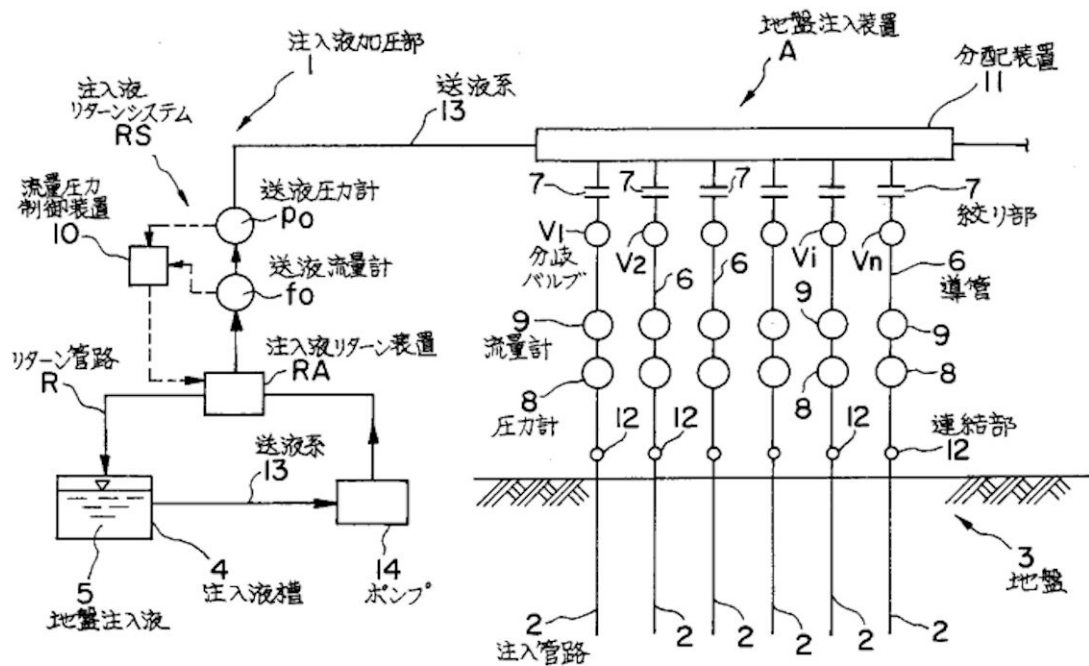 注入液加圧部
1
地盤注入装置
A
分配装置
11
注入液
リターンシステム
RS
送液系
13
流量圧力
制御装置
10
送液圧力計
po
送液流量計
fo
7
7
7
7
絞り部
V1
分岐
バルブ
V2
Vi
Vn
6
6
6
導管
9
流量計
9
9
8
圧力計
8
8
リターン管路
R
注入液リターン装置
RA
12
12
12
連結部
12
送液系
13
5
地盤注入液
4
注入液槽
14
ポンプ
3
地盤
2
注入管路
2
2
2
2
2